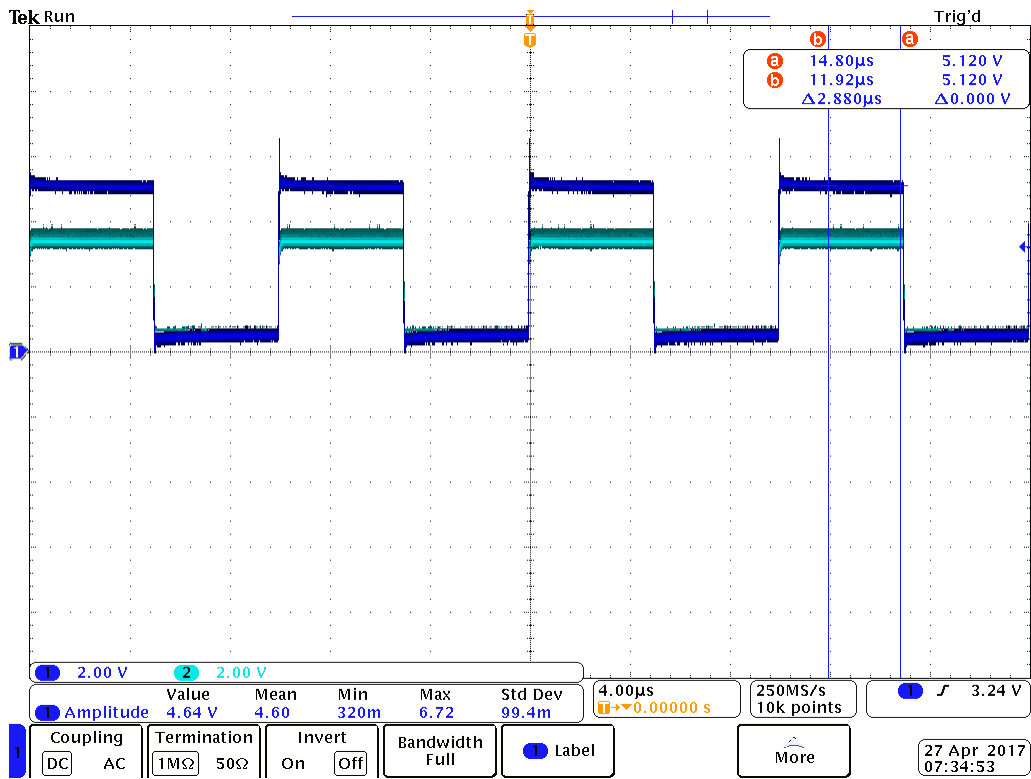 Tek Run Trig'd
T
T
b a
a 14.80μs 5.120 V
b 11.92μs 5.120 V
Δ2.880μs Δ0.000 V
1
1 2.00 V 2 2.00 V
Value Mean Min Max Std Dev
1 Amplitude 4.64 V 4.60 320m 6.72 99.4m
4.00μs
T→▼0.00000 s
250MS/s
10k points
1 3.24 V
1
Coupling
DC AC
Termination
1MΩ 50Ω
Invert
On Off
Bandwidth
Full
1 Label
More
27 Apr 2017
07:34:53